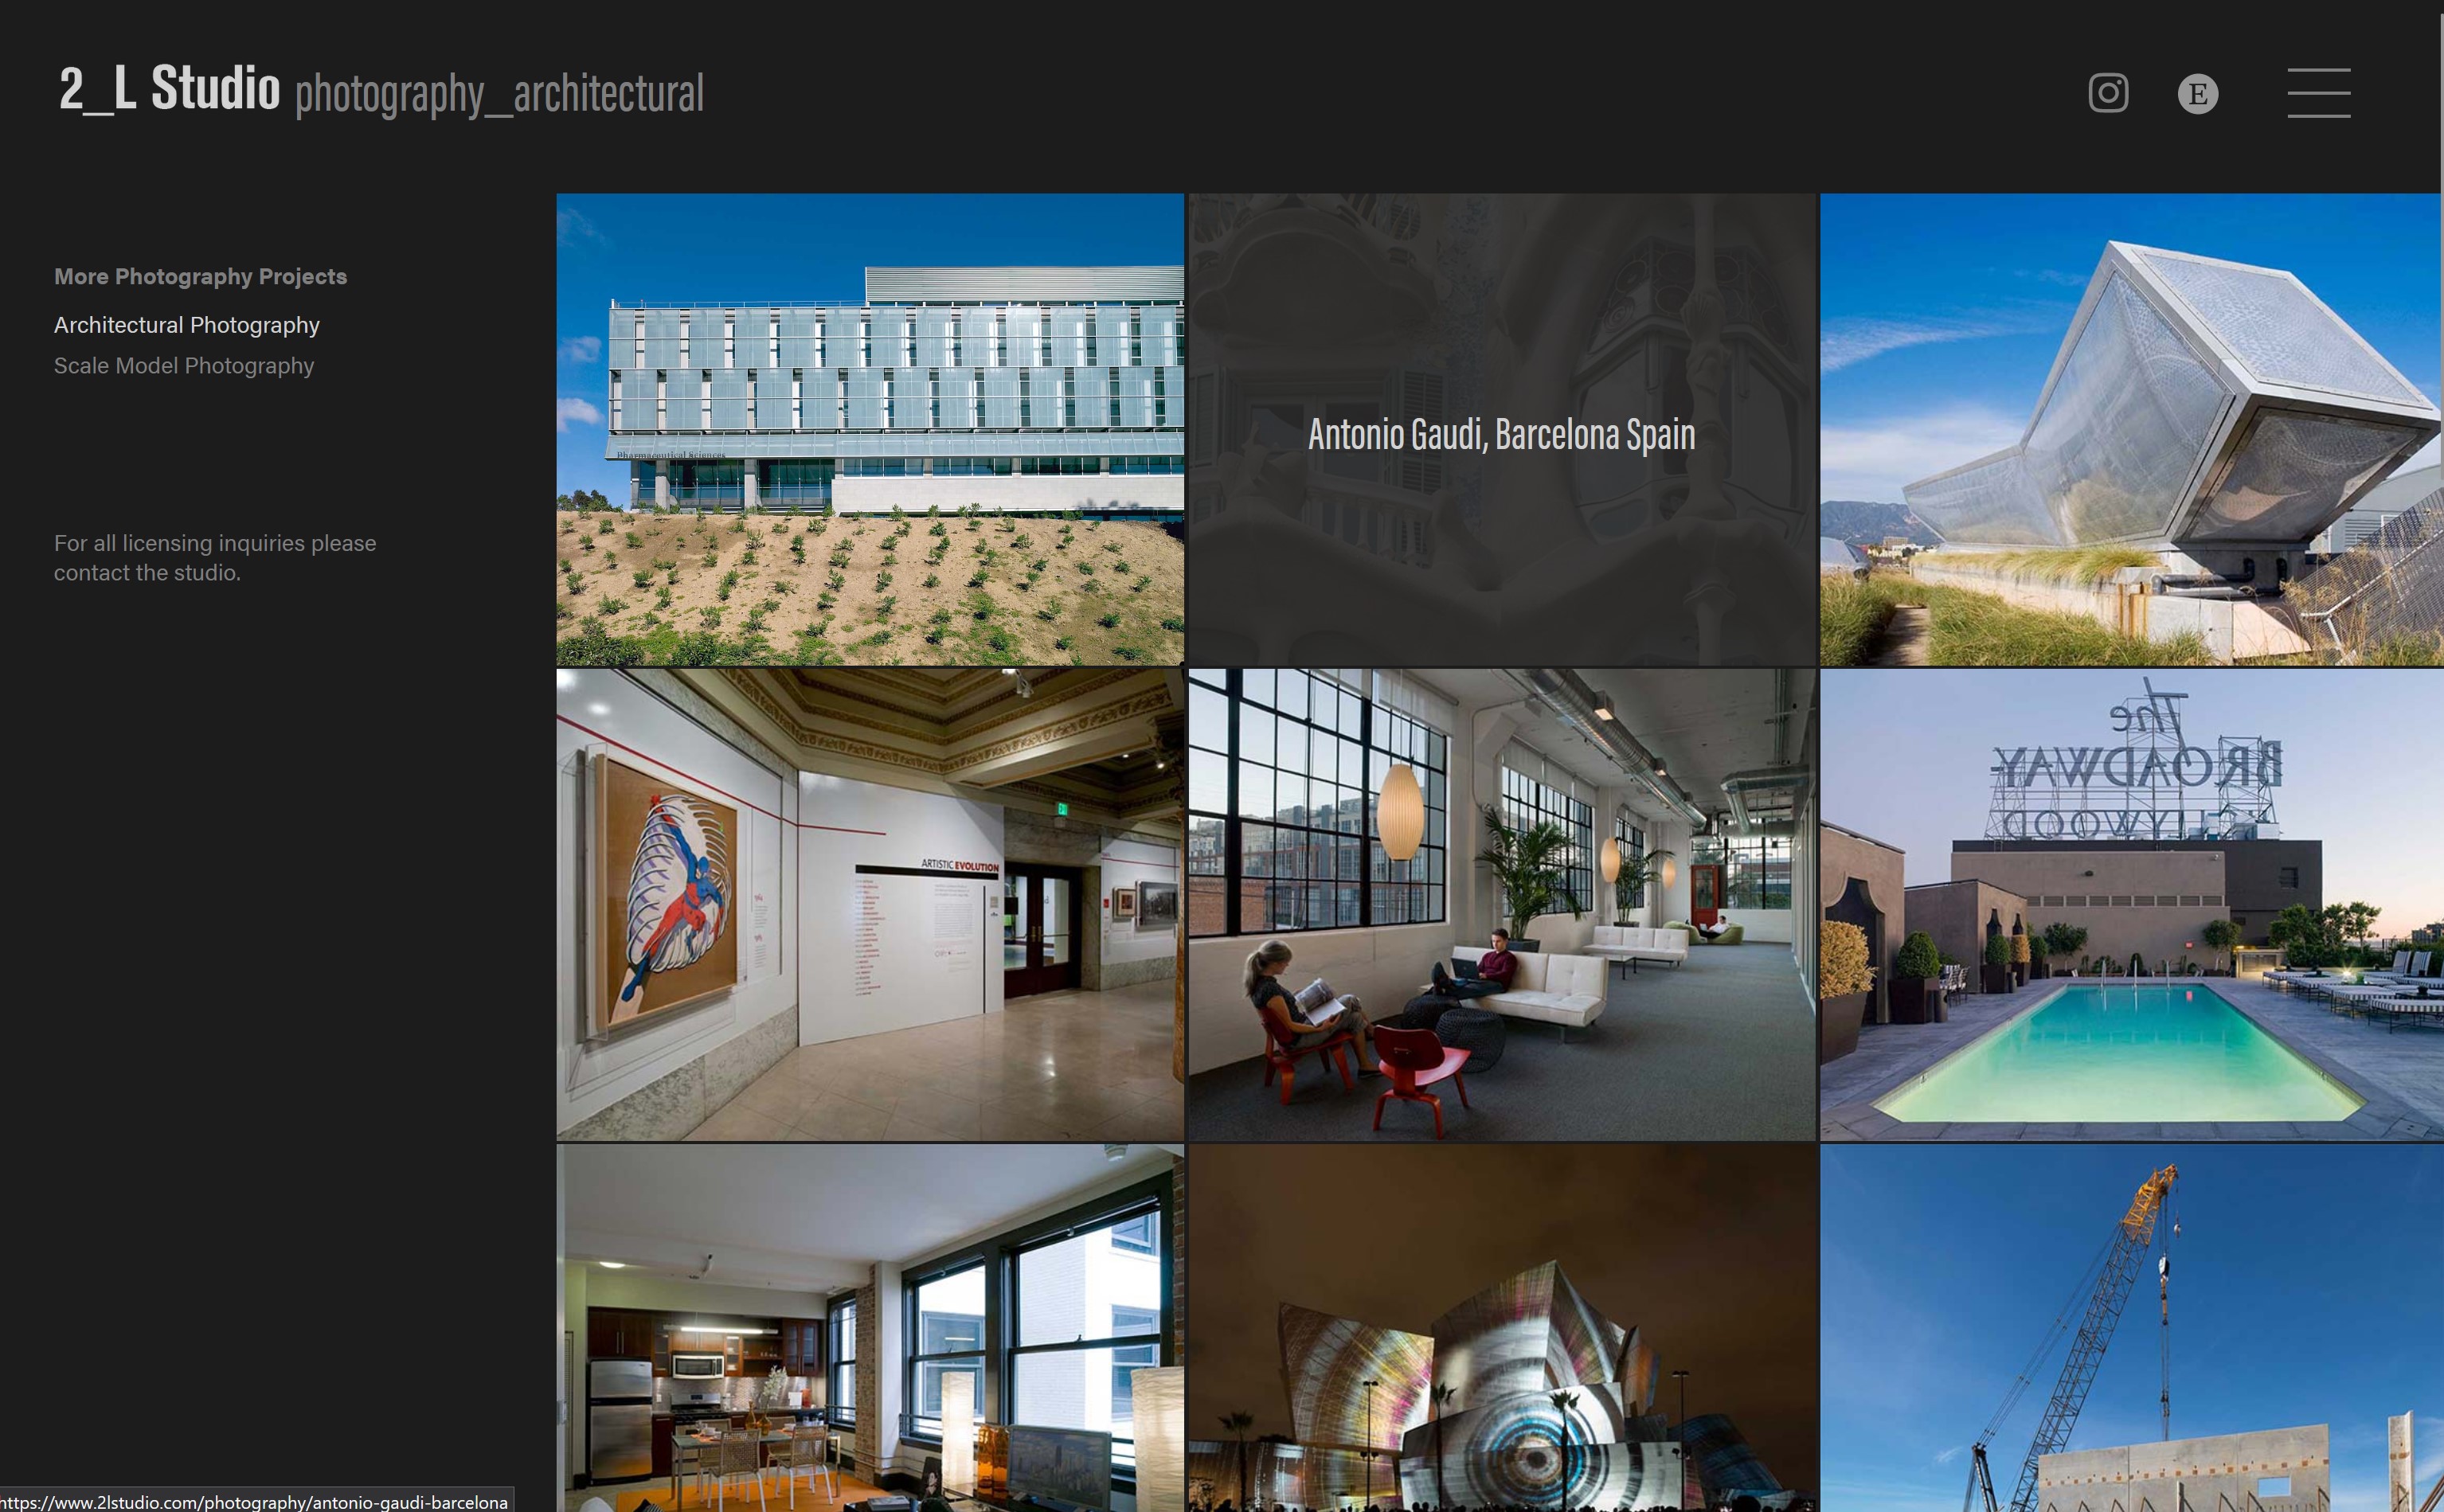 2_L Studio photography_architectural
E
More Photography Projects
Architectural Photography
Scale Model Photography
For all licensing inquiries please
contact the studio.
Pharmaceutical Sciences
Antonio Gaudi, Barcelona Spain
ARTISTIC EVOLUTION
The
BROADWAY
HOLLYWOOD
https://www.2lstudio.com/photography/antonio-gaudi-barcelona